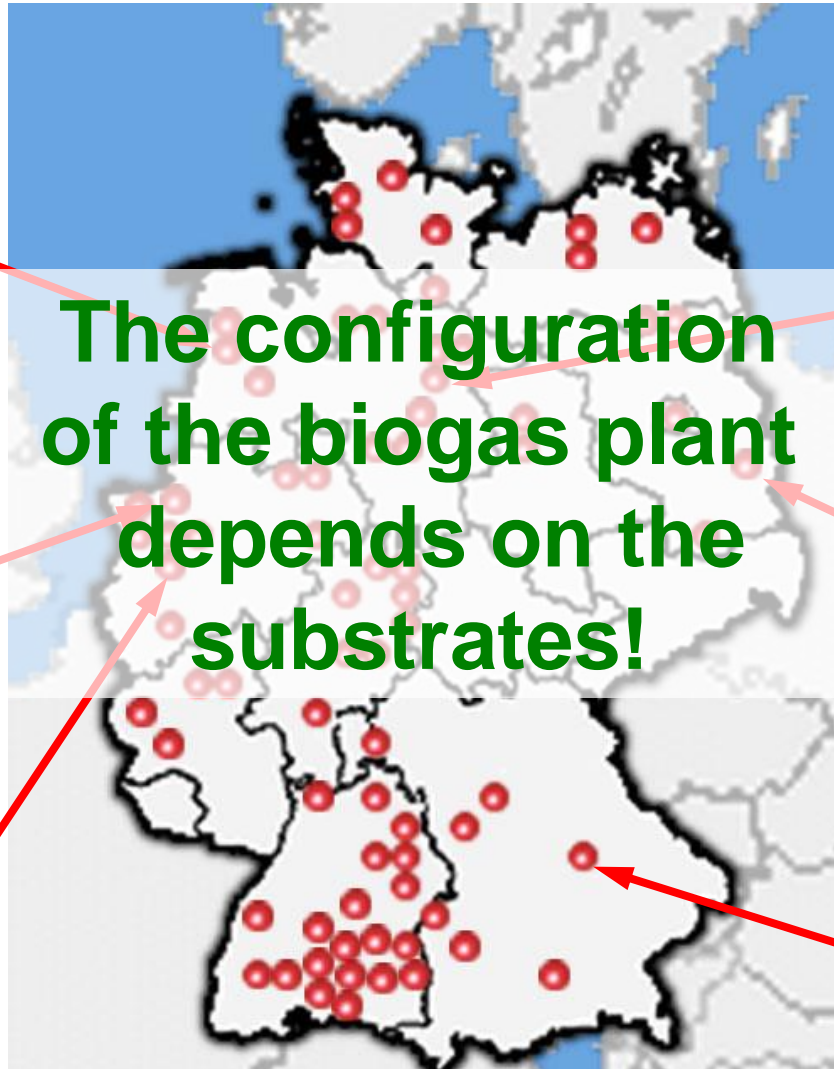 The configuration
of the biogas plant
depends on the
substrates!